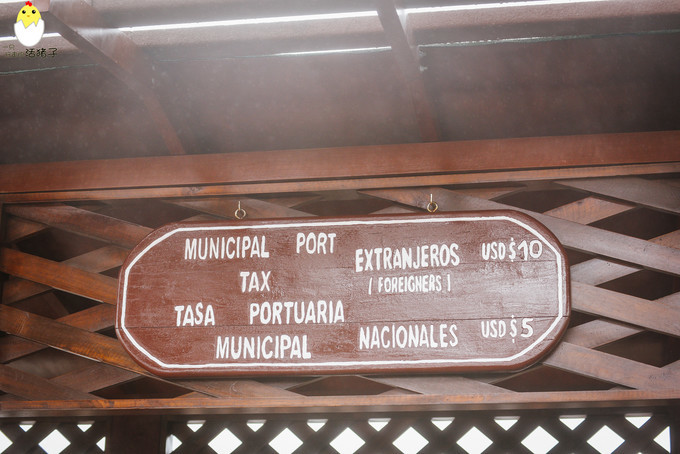 MUNICIPAL PORT
TAX
TASA PORTUARIA
MUNICIPAL
EXTRANJEROS USD$10
( FOREIGNERS )
NACIONALES USD$5